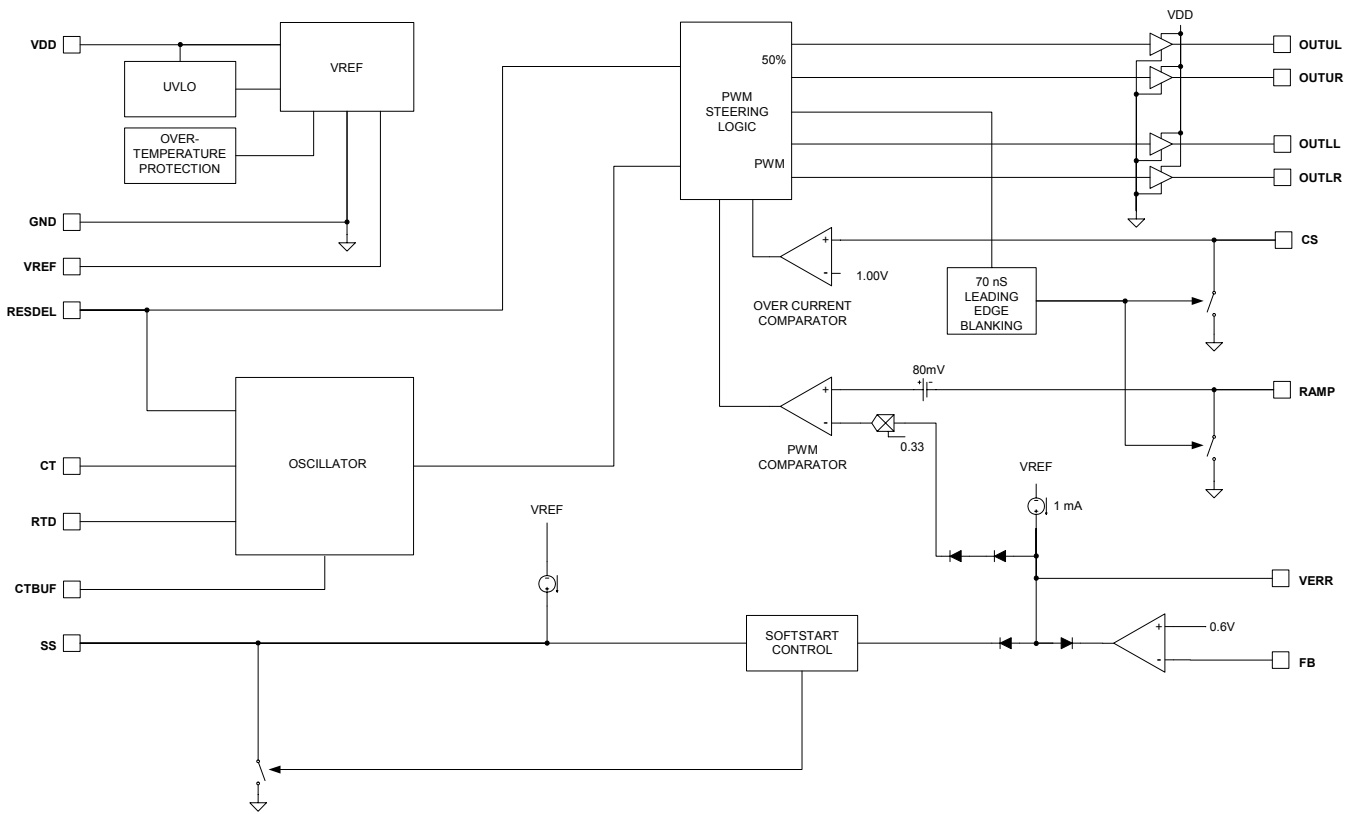 VDD
UVLO
VREF
OVER-
TEMPERATURE
PROTECTION
GND
VREF
RESDEL
OSCILLATOR
CT
RTD
CTBUF
SS
VREF
50%
PWM
STEERING
LOGIC
PWM
VDD
OUTUL
OUTUR
OUTLL
OUTLR
+
-
1.00V
OVER CURRENT
COMPARATOR
CS
70 nS
LEADING
EDGE
BLANKING
80mV
+ -
+
-
0.33
PWM
COMPARATOR
RAMP
VREF
1 mA
VERR
SOFTSTART
CONTROL
+
-
0.6V
FB